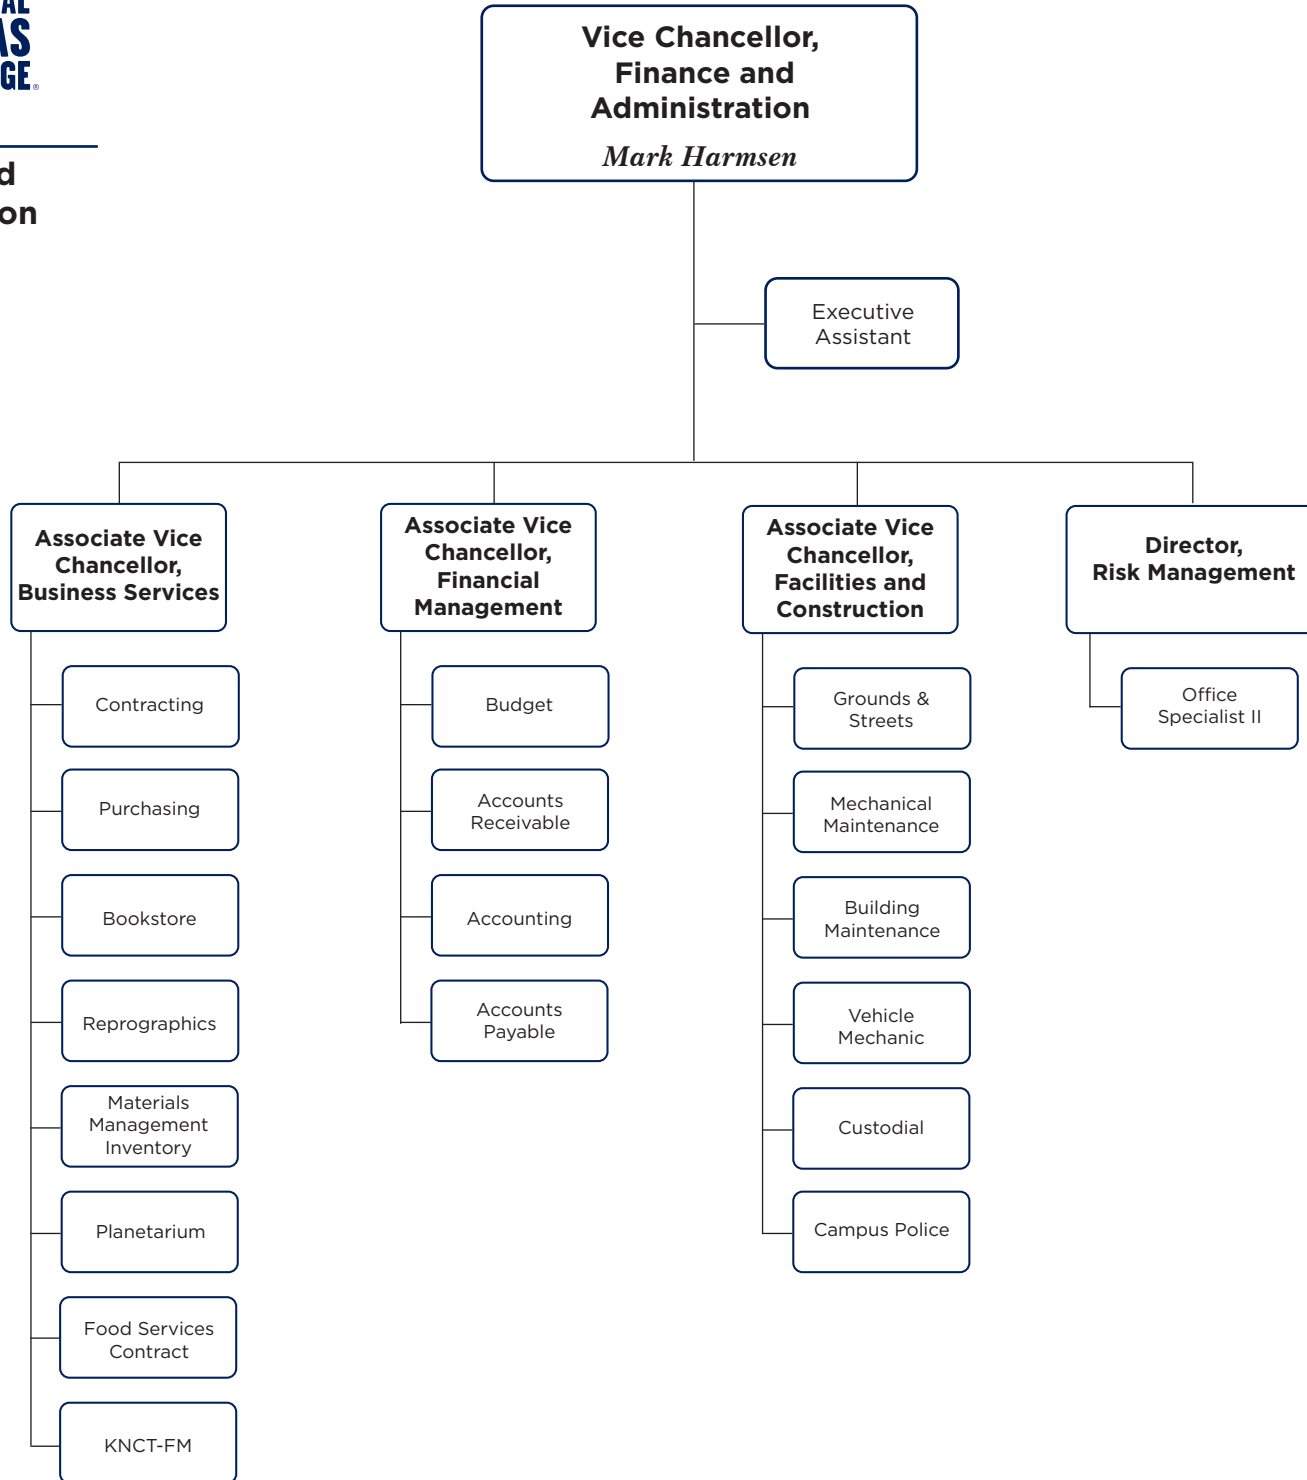 AL
AS
GE®
d
on
Vice Chancellor,
Finance and
Administration
Mark Harmsen
Executive
Assistant
Associate Vice
Chancellor,
Business Services
Contracting
Purchasing
Bookstore
Reprographics
Materials
Management
Inventory
Planetarium
Food Services
Contract
KNCT-FM
Associate Vice
Chancellor,
Financial
Management
Budget
Accounts
Receivable
Accounting
Accounts
Payable
Associate Vice
Chancellor,
Facilities and
Construction
Grounds &
Streets
Mechanical
Maintenance
Building
Maintenance
Vehicle
Mechanic
Custodial
Campus Police
Director,
Risk Management
Office
Specialist II